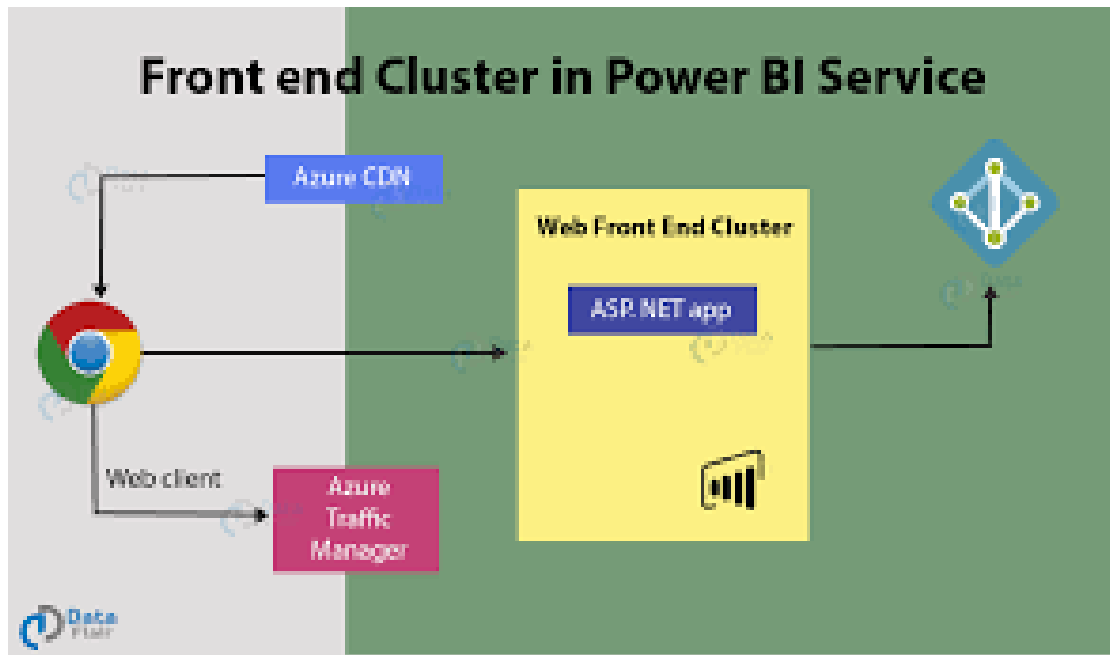 Front end Cluster in Power BI Service
Azure CDN
Web Front End Cluster
ASP. NET app
Web client
Azure
Traffic
Manager
Data
Flair